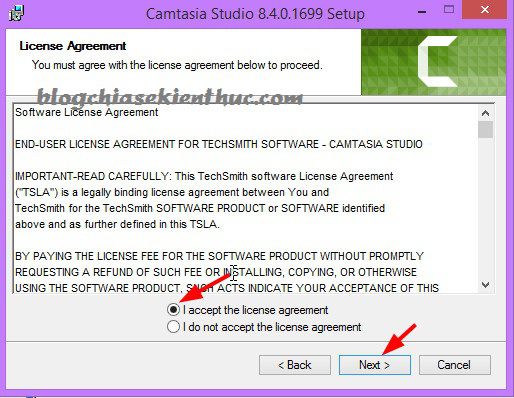 Camtasia Studio 8.4.0.1699 Setup
License Agreement
You must agree with the license agreement below to proceed.
blogchiasekienthuc.com
Software License Agreement
END-USER LICENSE AGREEMENT FOR TECHSMITH SOFTWARE - CAMTASIA STUDIO
IMPORTANT-READ CAREFULLY: This TechSmith software License Agreement
("TSLA") is a legally binding license agreement between You and
TechSmith for the TechSmith SOFTWARE PRODUCT or SOFTWARE identified
above and as further defined in this TSLA.
BY PAYING THE LICENSE FEE FOR THE SOFTWARE PRODUCT WITHOUT PROMPTLY
REQUESTING A REFUND OF SUCH FEE OR INSTALLING, COPYING, OR OTHERWISE
USING THE SOFTWARE PRODUCT, SUCH ACTS INDICATE YOUR ACCEPTANCE OF THIS
I accept the license agreement
I do not accept the license agreement
< Back
Next >
Cancel